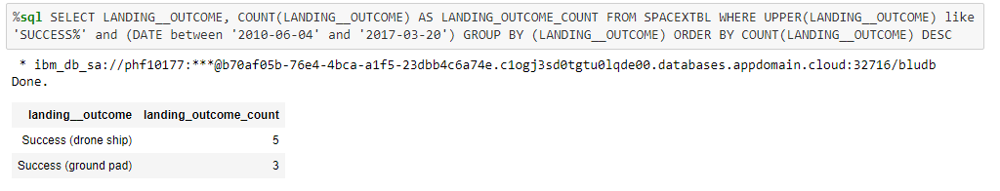 %sql SELECT LANDING__OUTCOME, COUNT(LANDING__OUTCOME) AS LANDING_OUTCOME_COUNT FROM SPACEXTBL WHERE UPPER(LANDING__OUTCOME) like
'SUCCESS%' and (DATE between '2010-06-04' and '2017-03-20') GROUP BY (LANDING__OUTCOME) ORDER BY COUNT(LANDING__OUTCOME) DESC
* ibm_db_sa://phf10177:***@b70af05b-76e4-4bca-a1f5-23dbb4c6a74e.c1ogj3sd0tgtu0lqde00.databases.appdomain.cloud:32716/bludb
Done.
landing__outcome landing_outcome_count
Success (drone ship) 5
Success (ground pad) 3